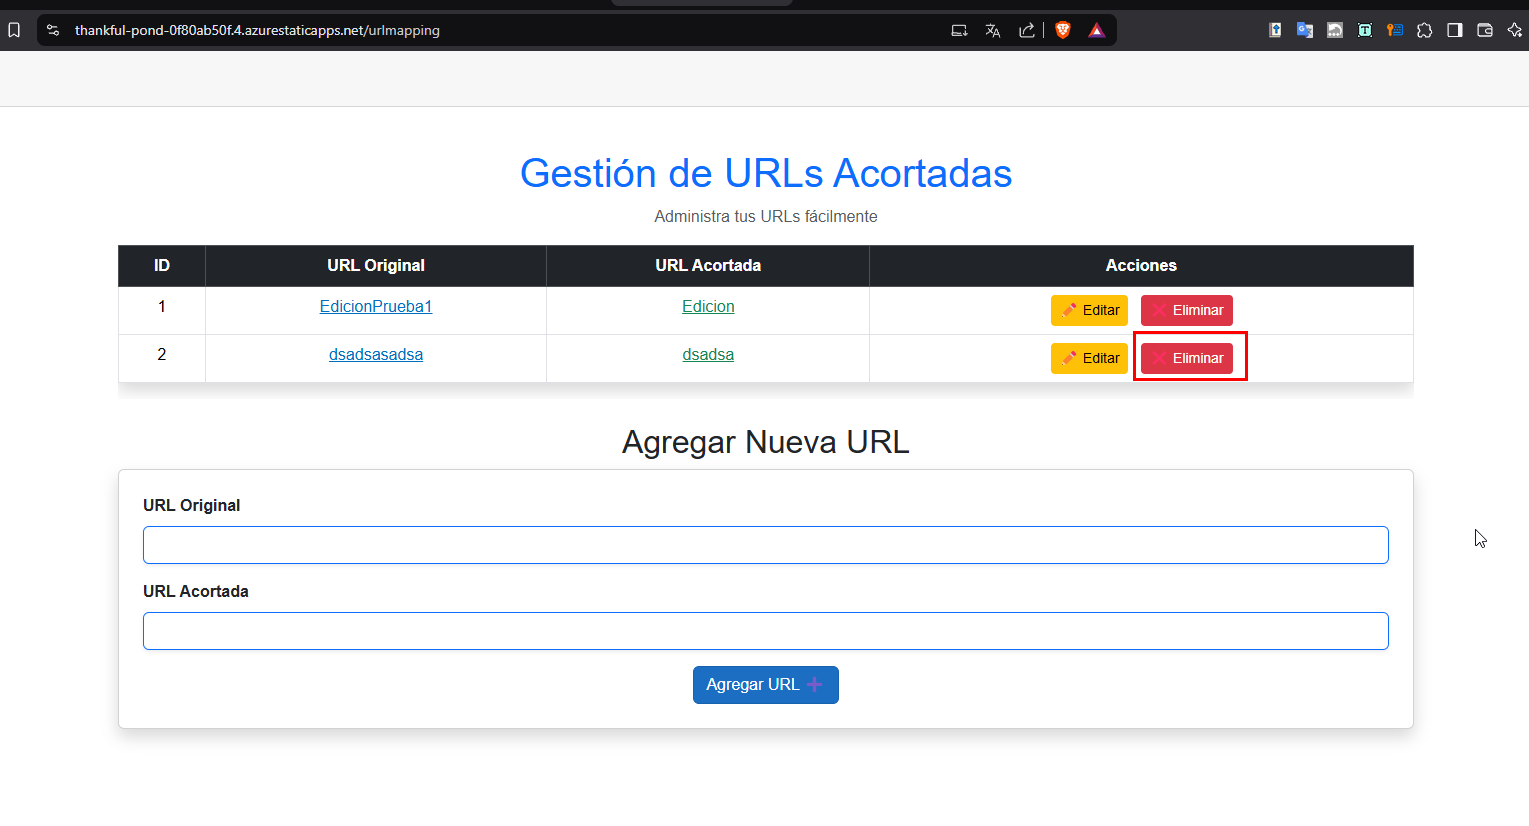 thankful-pond-0f80ab50f.4.azurestaticapps.net/urlmapping
Gestión de URLs Acortadas
Administra tus URLs fácilmente
ID URL Original URL Acortada Acciones
1 EdicionPrueba1 Edicion Editar Eliminar
2 dsadsasadsa dsadsa Editar Eliminar
Agregar Nueva URL
URL Original
URL Acortada
Agregar URL